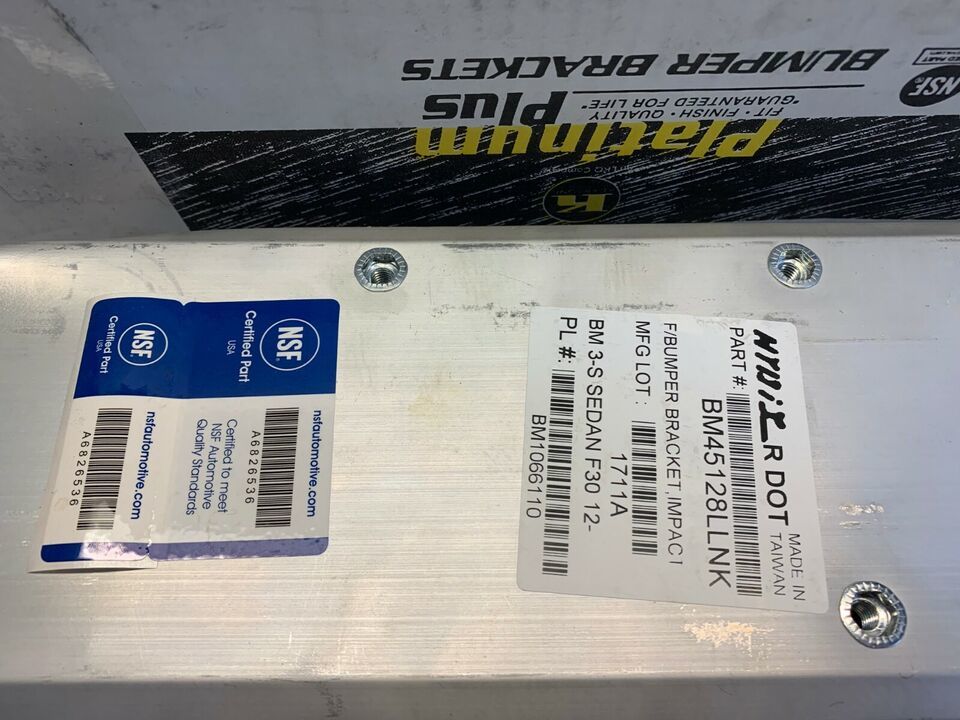 BUMPER BRACKETS
Platinum
Plus
FIT • FINISH • QUALITY
*GUARANTEED FOR LIFE*
NSF
K
NSF
Certified Part
USA
nsfautomotive.com
A6826536
NSF
Certified Part
USA
Certified to meet
NSF Automotive
Quality Standards
nsfautomotive.com
A6826536
R DOT
MADE IN
TAIWAN
PART #:
BM45128LLNK
F/BUMPER BRACKET, IMPACT
MFG LOT :
1711A
BM 3-S SEDAN F30 12-
PL #:
BM1066110